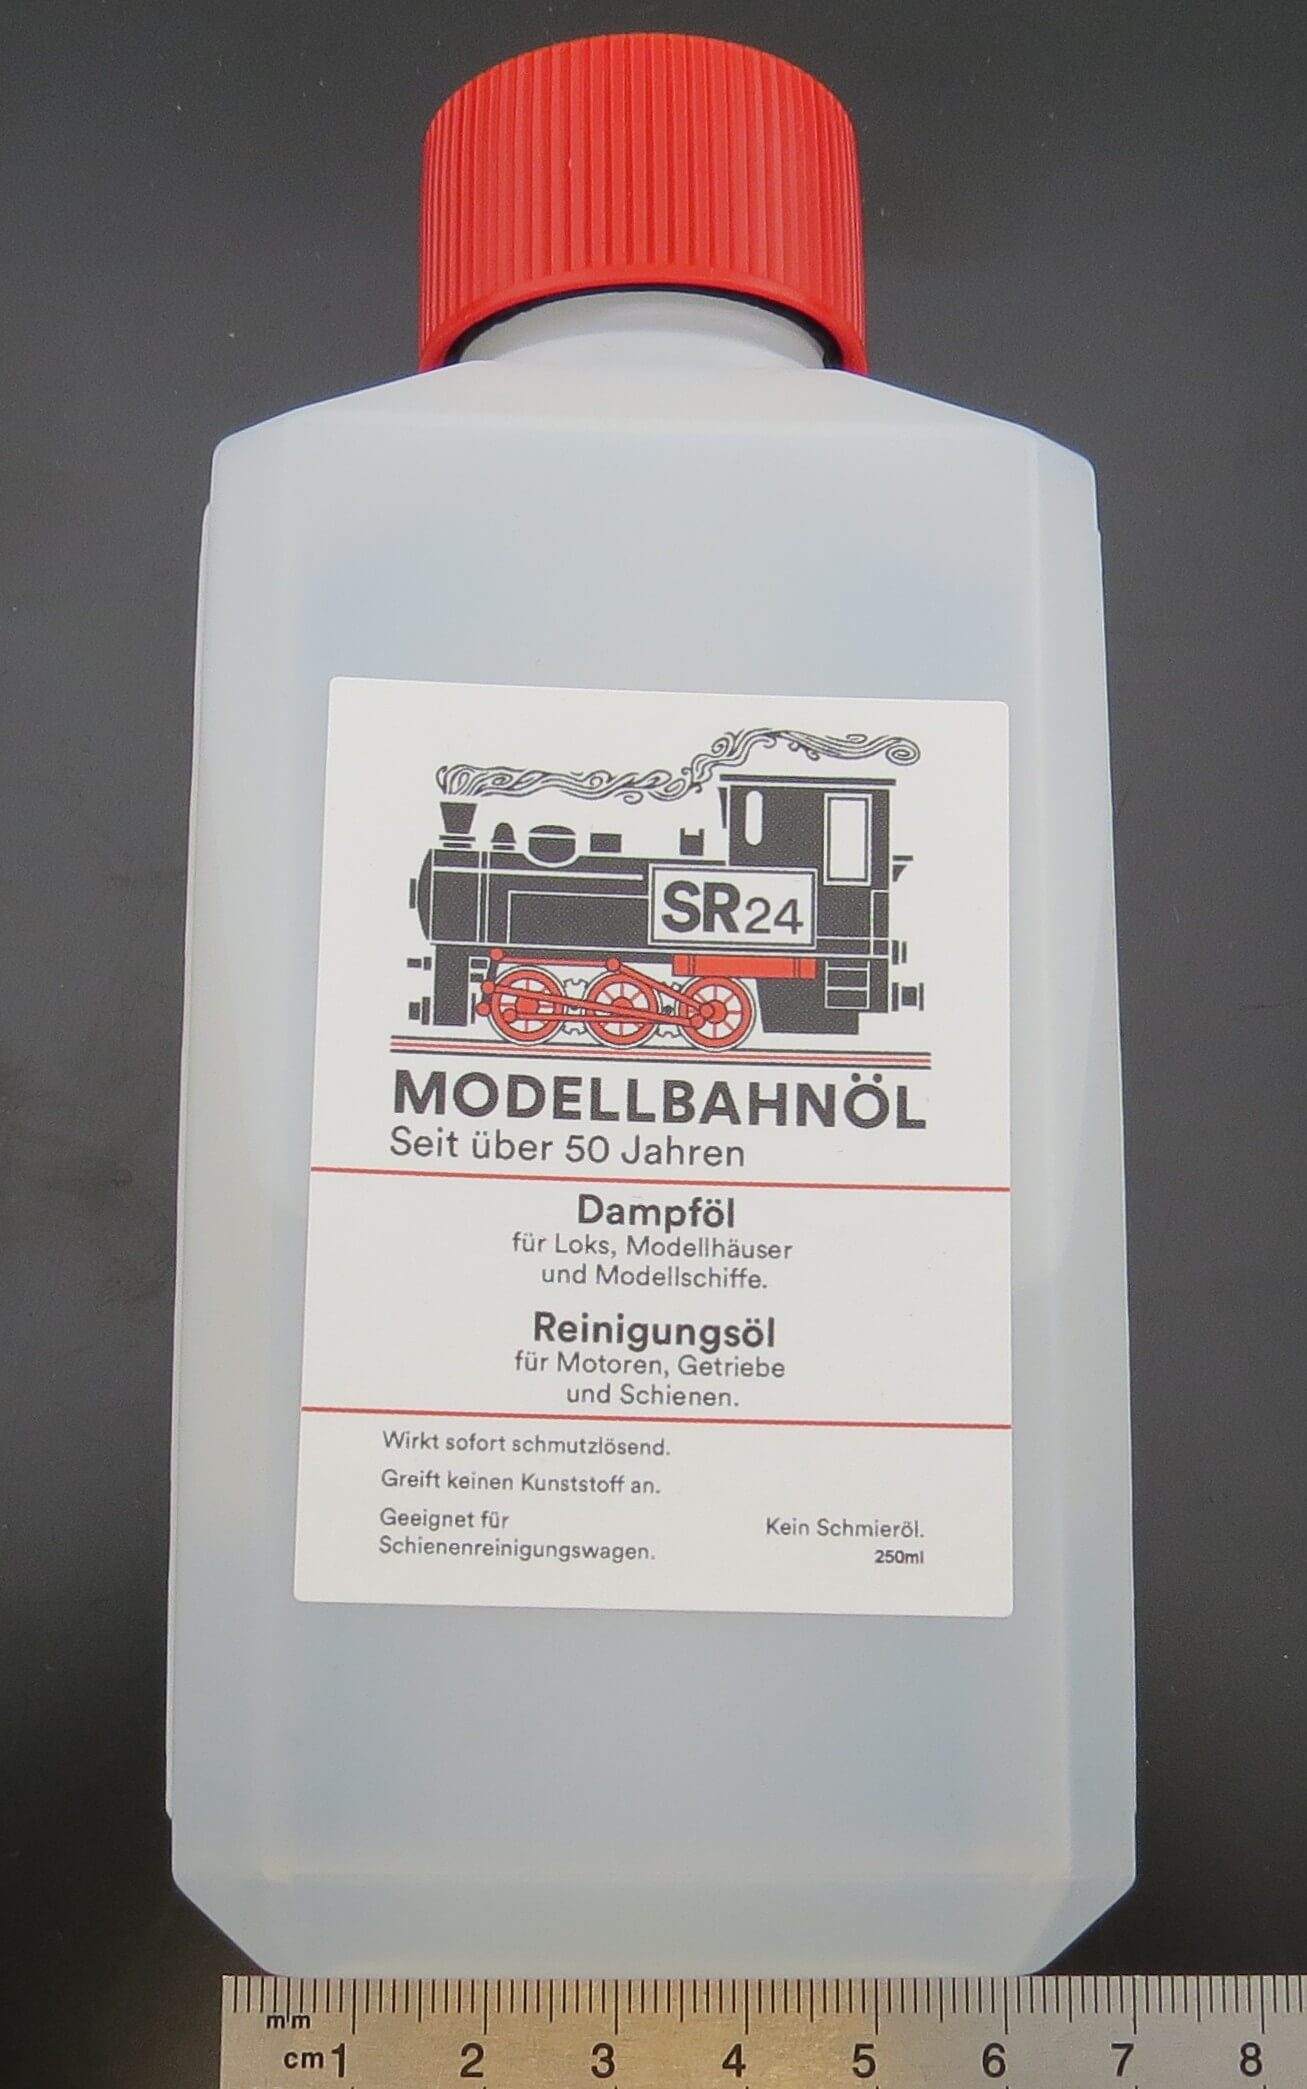 SR24
MODELLBAHNÖL
Seit über 50 Jahren
Dampföl
für Loks, Modellhäuser
und Modellschiffe.
Reinigungsöl
für Motoren, Getriebe
und Schienen.
Wirkt sofort schmutzlösend.
Greift keinen Kunststoff an.
Geeignet für
Schienenreinigungswagen.
Kein Schmieröl.
250ml
mm
cm 1 2 3 4 5 6 7 8